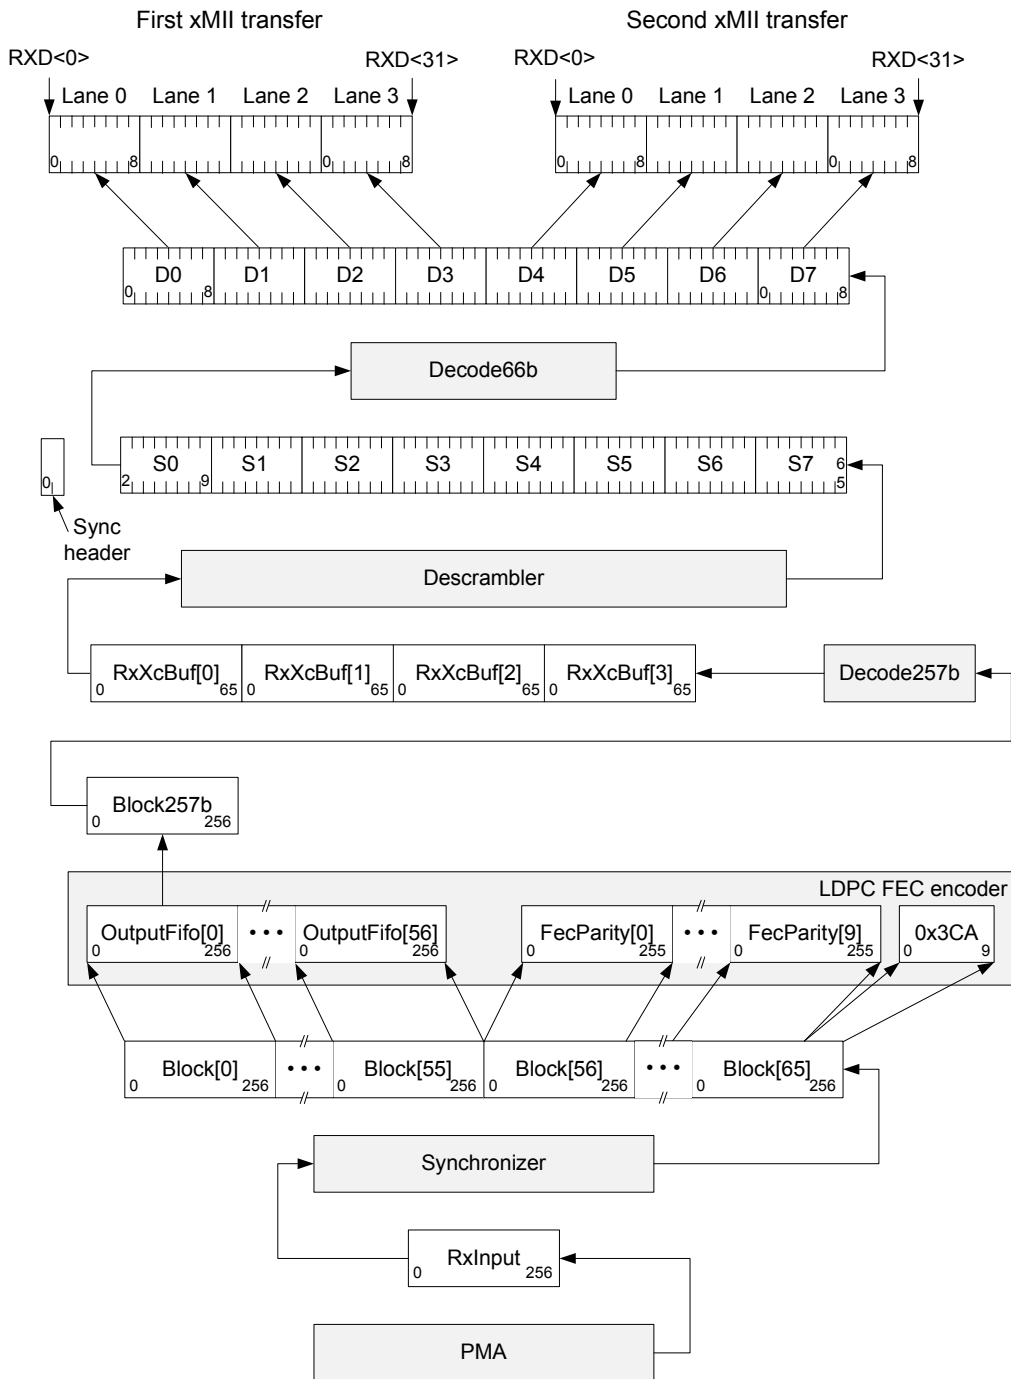 First xMII transfer Second xMII transfer
RXD<0> RXD<31> RXD<0> RXD<31>
Lane 0 Lane 1 Lane 2 Lane 3 Lane 0 Lane 1 Lane 2 Lane 3
0 8 0 8 0 8 0 8
D0 D1 D2 D3 D4 D5 D6 D7
0 8 0 8
Decode66b
S0 S1 S2 S3 S4 S5 S6 S7 6
0 2 9 5
Sync
header
Descrambler
RxXcBuf[0] RxXcBuf[1] RxXcBuf[2] RxXcBuf[3] Decode257b
0 65 0 65 0 65 0 65
Block257b
0 256
LDPC FEC encoder
OutputFifo[0] • • • OutputFifo[56] FecParity[0] • • • FecParity[9] 0x3CA
0 256 0 256 0 255 0 255 0 9
Block[0] • • • Block[55] Block[56] • • • Block[65]
0 256 0 256 0 256 0 256
Synchronizer
RxInput
0 256
PMA